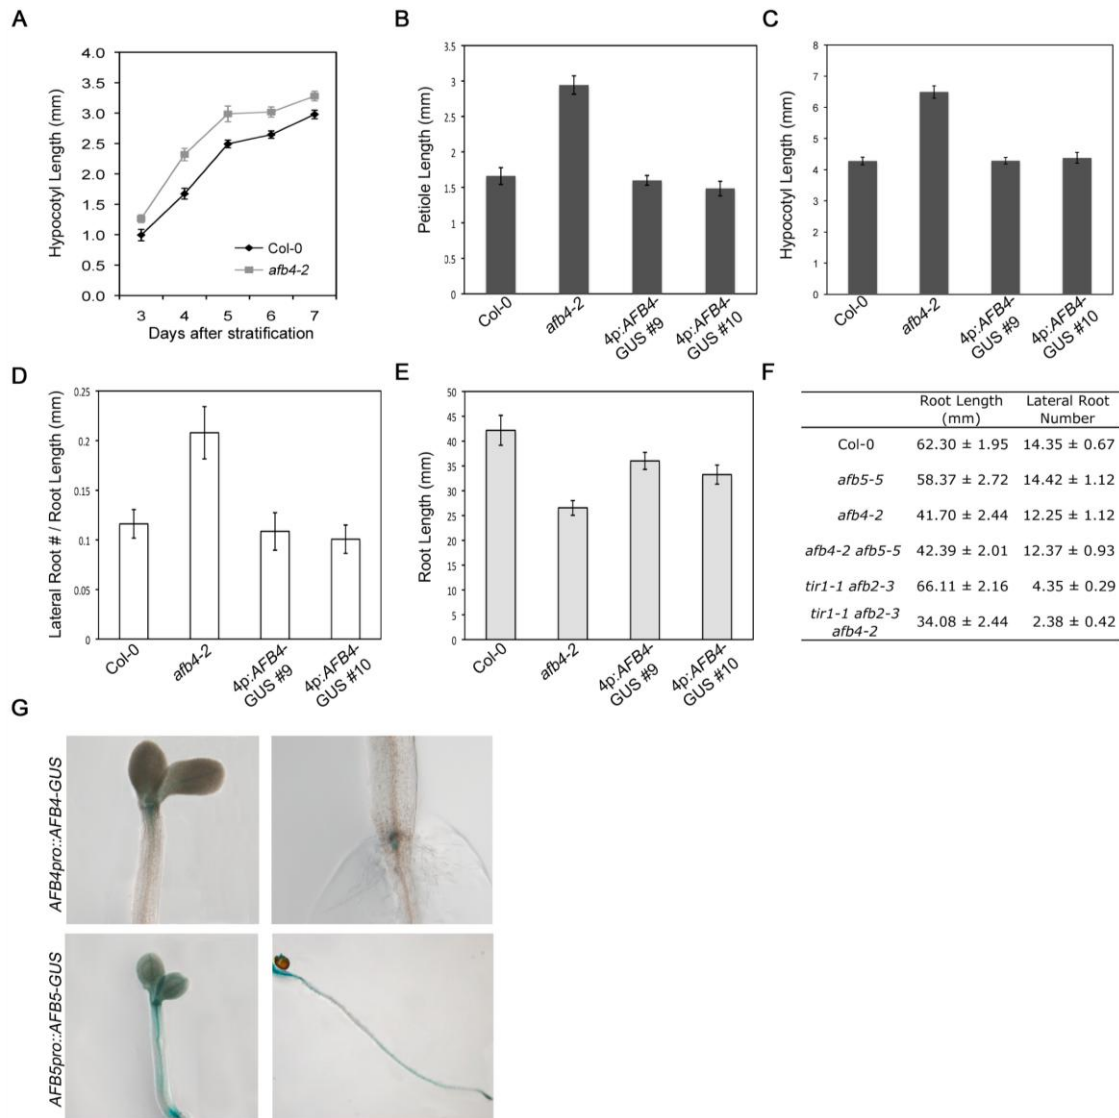 A
Hypocotyl Length (mm)
4.0
3.5
3.0
2.5
2.0
1.5
1.0
0.5
0.0
3 4 5 6 7
Days after stratification
Col-0
afb4-2
B
Petiole Length (mm)
3.5
3
2.5
2
1.5
1
0.5
0
Col-0
afb4-2
4p:AFB4-
GUS #9
4p:AFB4-
GUS #10
C
Hypocotyl Length (mm)
8
7
6
5
4
3
2
1
0
Col-0
afb4-2
4p:AFB4-
GUS #9
4p:AFB4-
GUS #10
D
Lateral Root # / Root Length (mm)
0.25
0.2
0.15
0.1
0.05
0
Col-0
afb4-2
4p:AFB4-
GUS #9
4p:AFB4-
GUS #10
E
Root Length (mm)
50
45
40
35
30
25
20
15
10
5
0
Col-0
afb4-2
4p:AFB4-
GUS #9
4p:AFB4-
GUS #10
F
Root Length Lateral Root
(mm) Number
Col-0 62.30 ± 1.95 14.35 ± 0.67
afb5-5 58.37 ± 2.72 14.42 ± 1.12
afb4-2 41.70 ± 2.44 12.25 ± 1.12
afb4-2 afb5-5 42.39 ± 2.01 12.37 ± 0.93
tir1-1 afb2-3 66.11 ± 2.16 4.35 ± 0.29
tir1-1 afb2-3
afb4-2 34.08 ± 2.44 2.38 ± 0.42
G
AFB4pro::AFB4-GUS
AFB5pro::AFB5-GUS